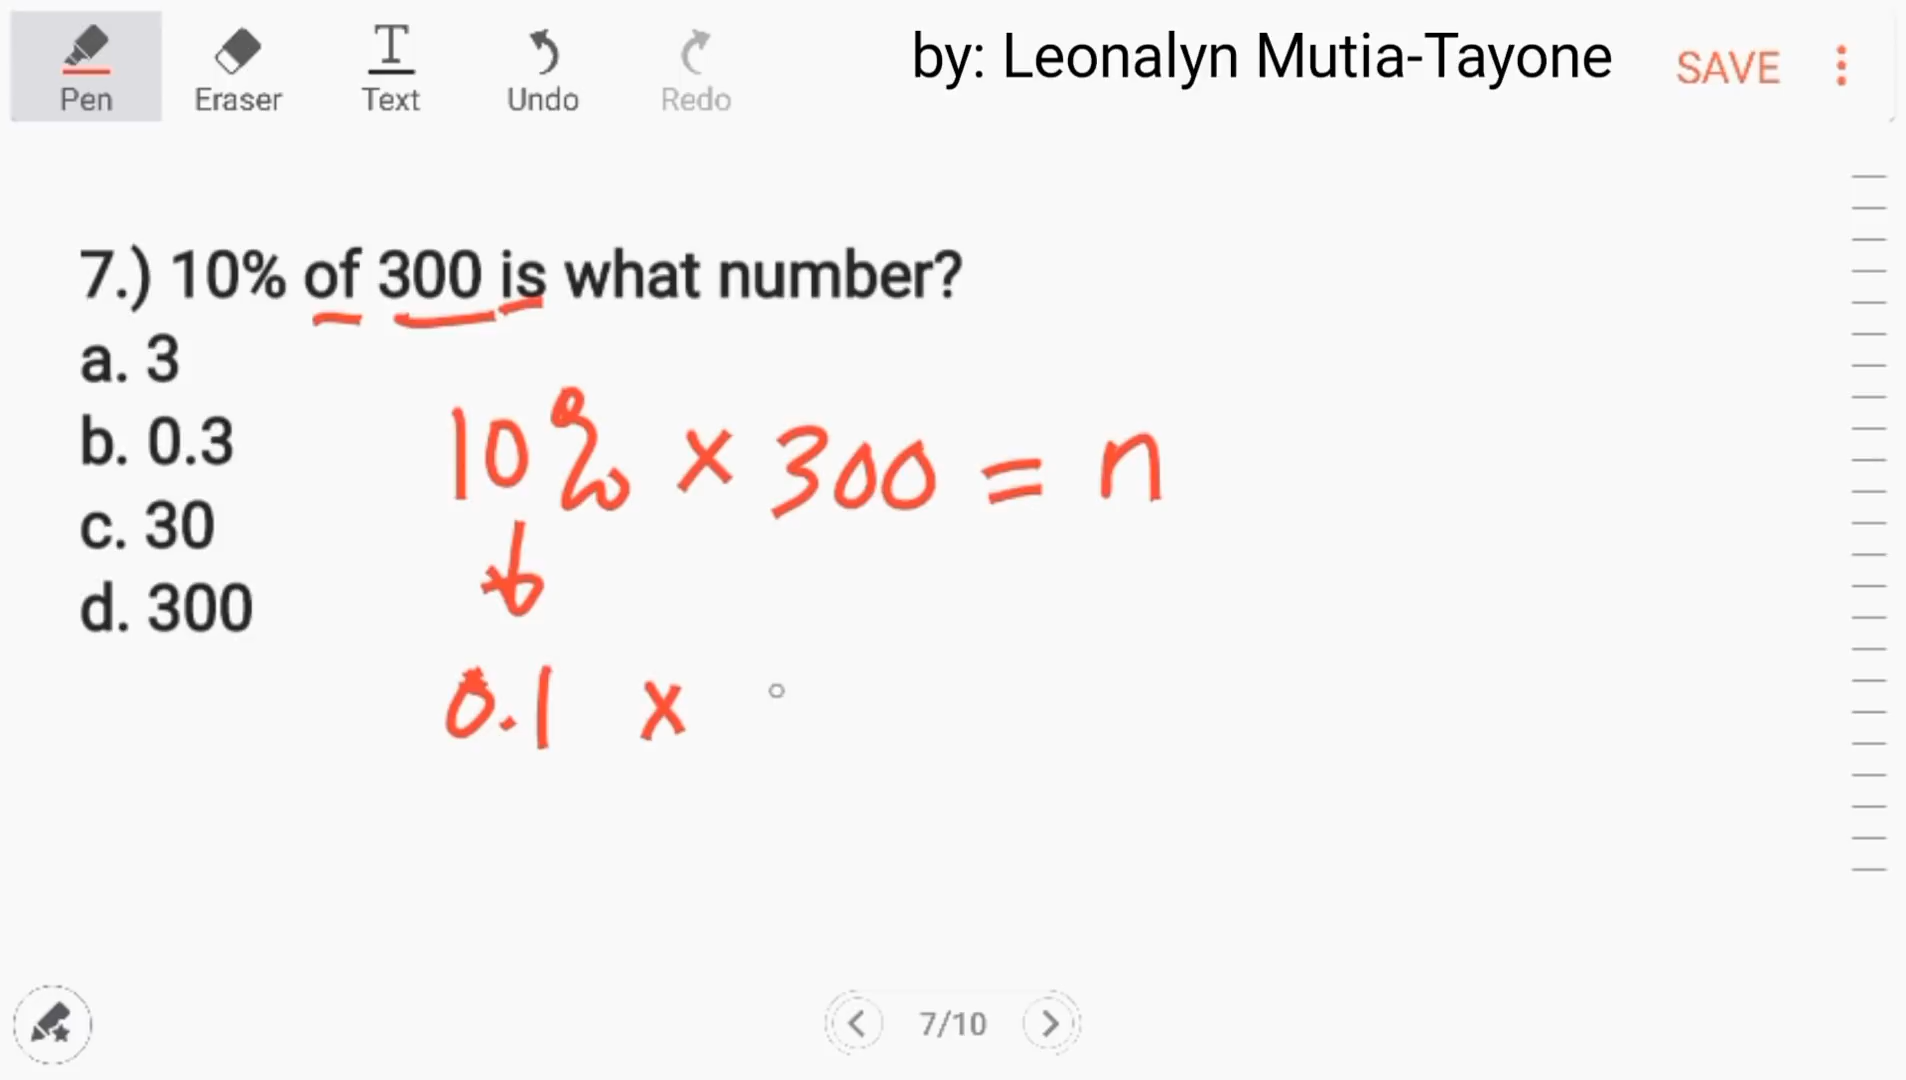 Pen Eraser Text Undo Redo by: Leonalyn Mutia-Tayone SAVE
7.) 10% of 300 is what number?
a. 3
b. 0.3
c. 30
d. 300
10% × 300 = n
0.1 ×
7/10